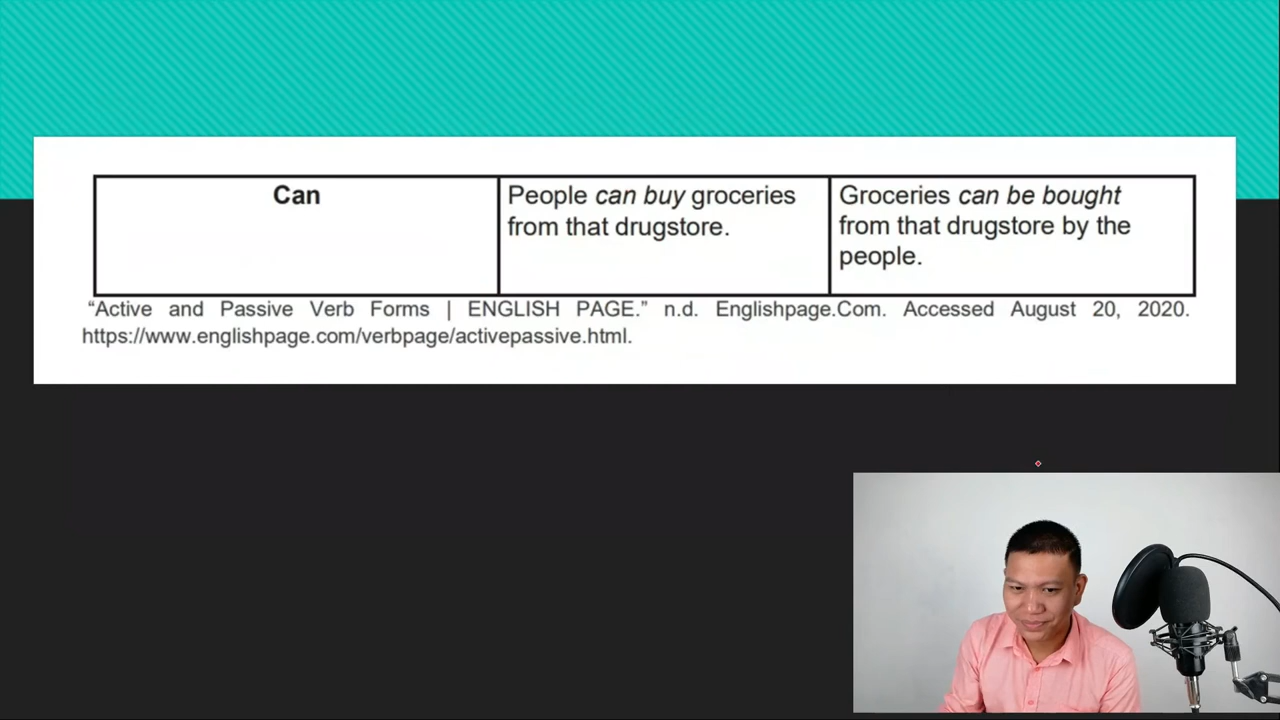 Can
People can buy groceries
from that drugstore.
Groceries can be bought
from that drugstore by the
people.
“Active and Passive Verb Forms | ENGLISH PAGE.” n.d. Englishpage.Com. Accessed August 20, 2020.
https://www.englishpage.com/verbpage/activepassive.html.